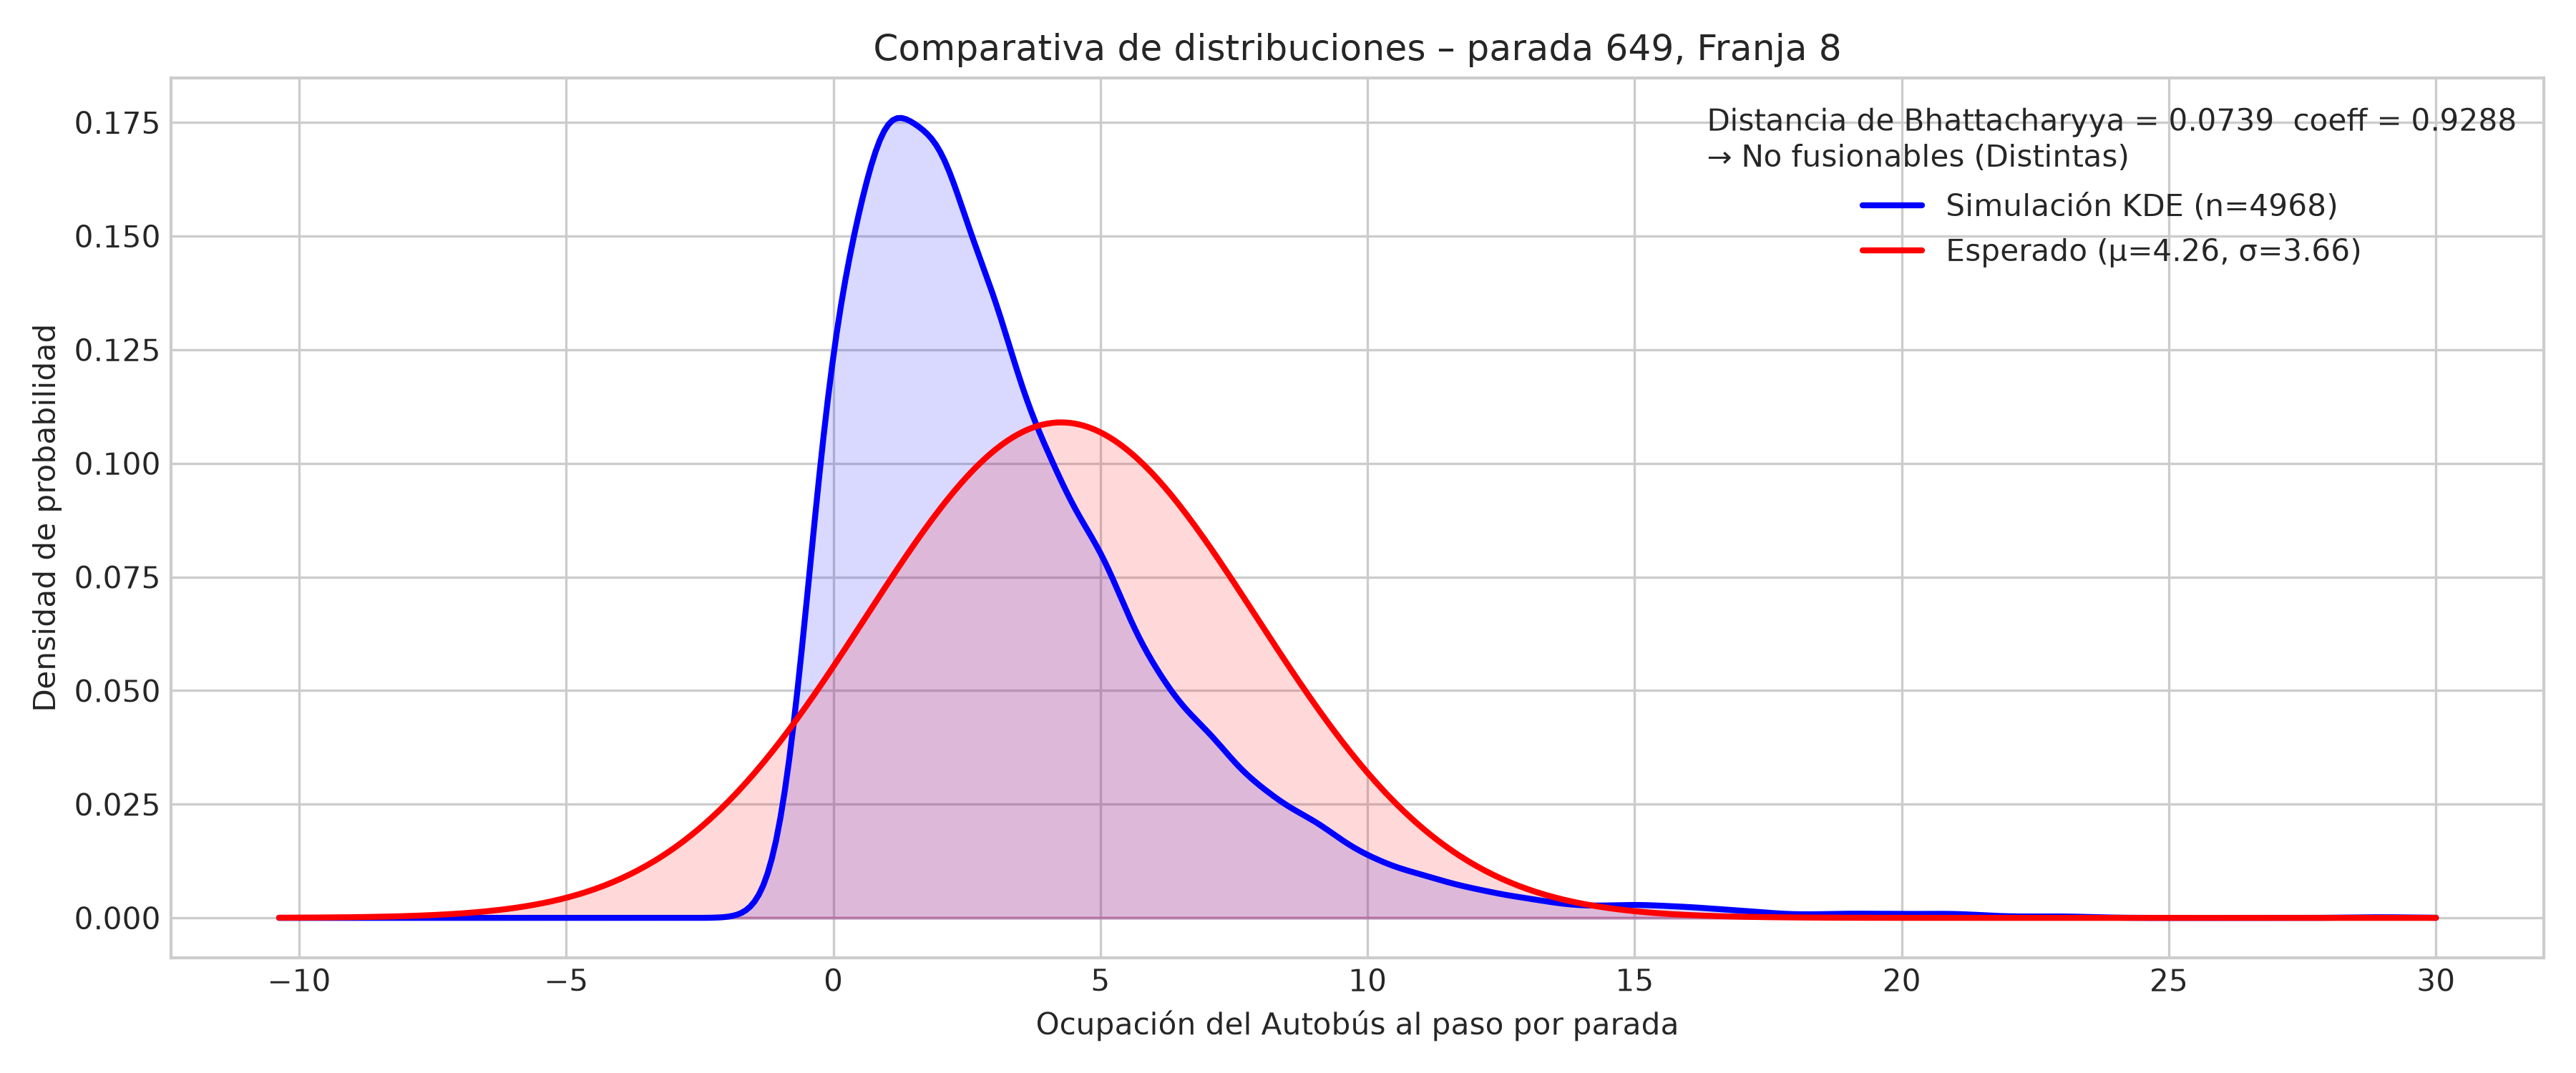 Comparativa de distribuciones – parada 649, Franja 8
Distancia de Bhattacharyya = 0.0739  coeff = 0.9288
→ No fusionables (Distintas)
Simulación KDE (n=4968)
Esperado (μ=4.26, σ=3.66)
Densidad de probabilidad
0.175
0.150
0.125
0.100
0.075
0.050
0.025
0.000
−10 −5 0 5 10 15 20 25 30
Ocupación del Autobús al paso por parada